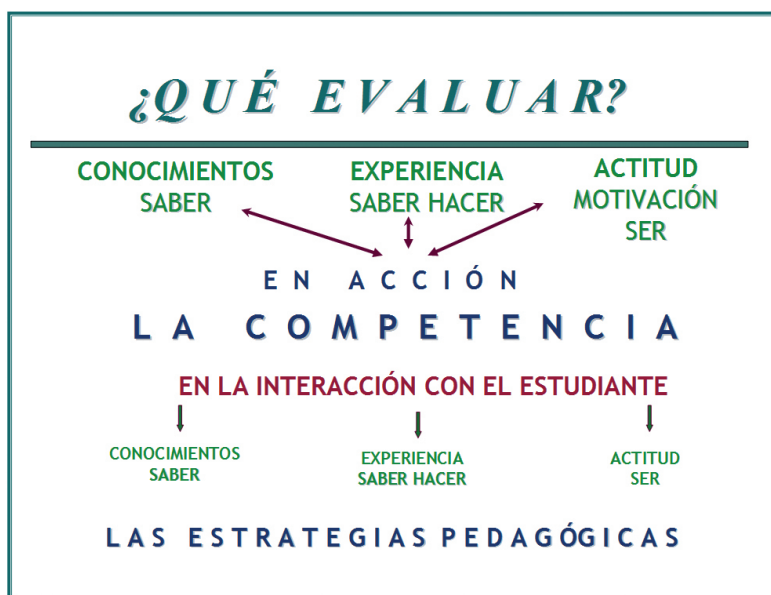 ¿QUÉ EVALUAR?
CONOCIMIENTOS
SABER
EXPERIENCIA
SABER HACER
ACTITUD
MOTIVACIÓN
SER
EN ACCIÓN
LA COMPETENCIA
EN LA INTERACCIÓN CON EL ESTUDIANTE
CONOCIMIENTOS
SABER
EXPERIENCIA
SABER HACER
ACTITUD
SER
LAS ESTRATEGIAS PEDAGÓGICAS